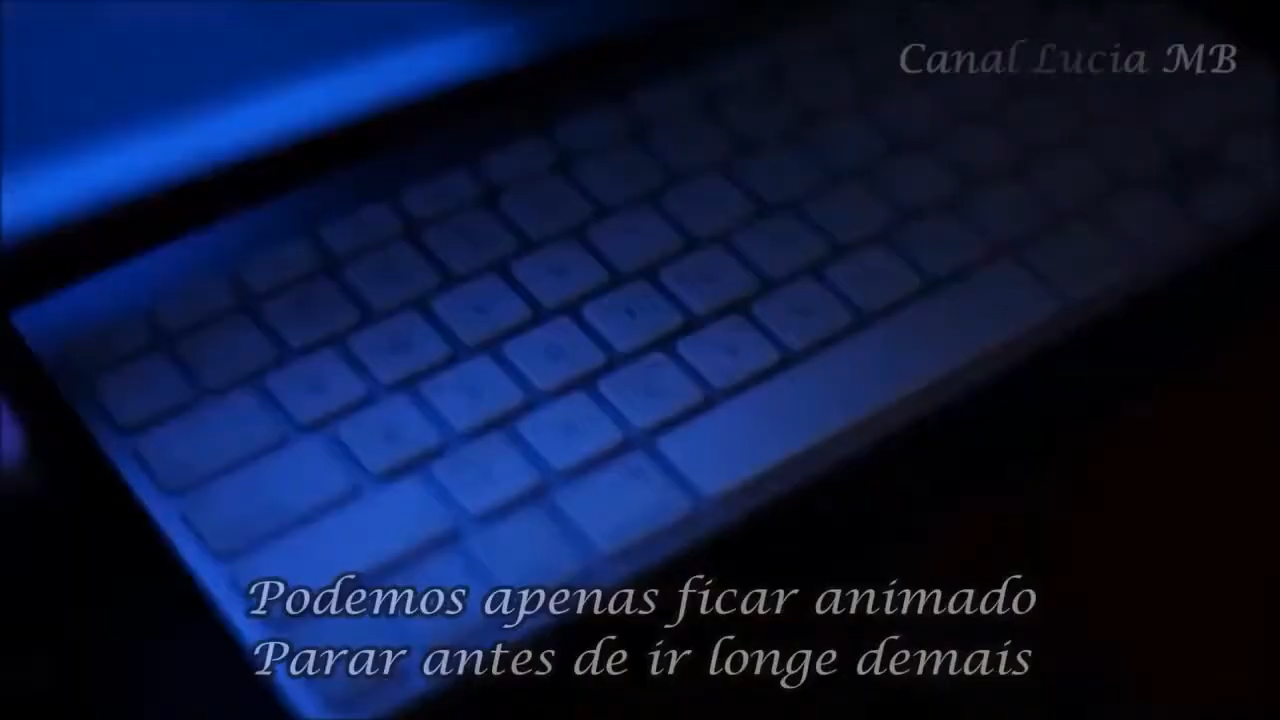 Canal Lucia MB
Podemos apenas ficar animado
Parar antes de ir longe demais